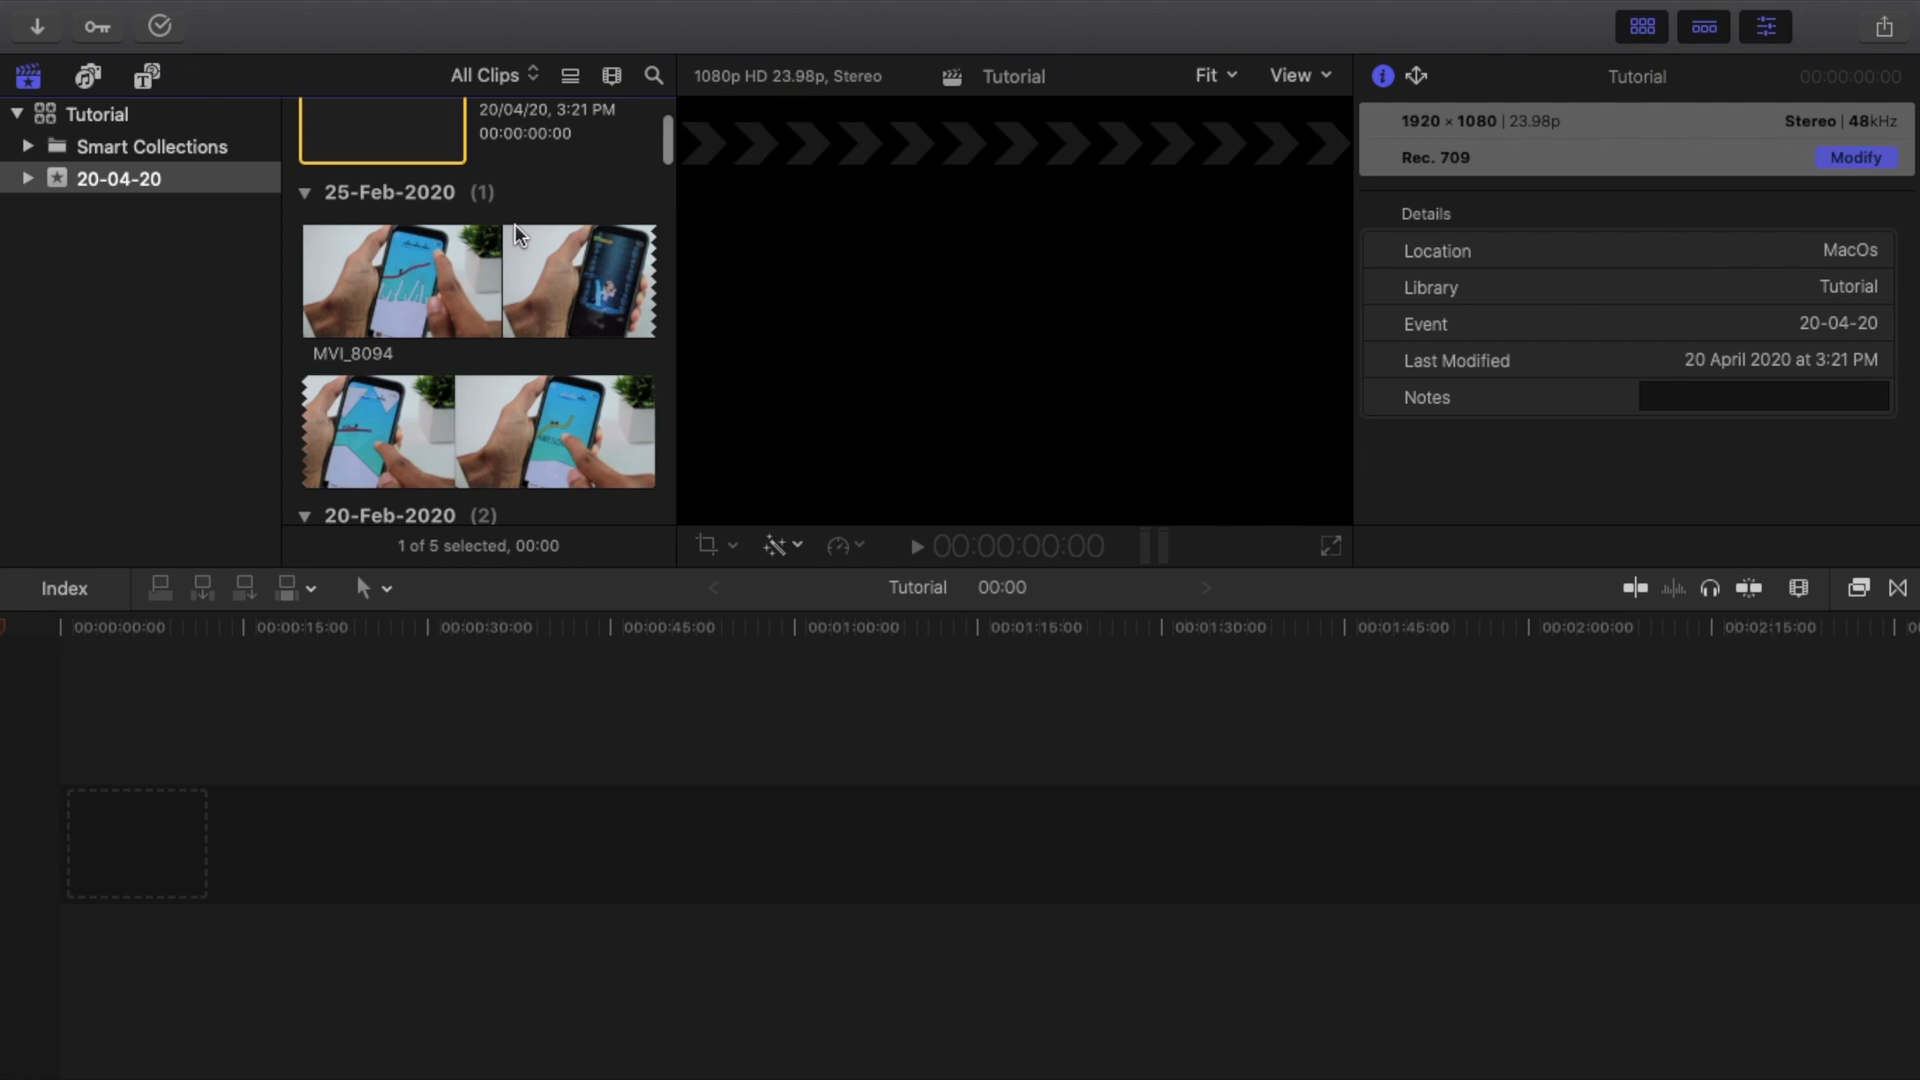 All Clips
1080p HD 23.98p, Stereo
Tutorial
Fit
View
Tutorial
00:00:00:00
Tutorial
Smart Collections
20-04-20
20/04/20, 3:21 PM
00:00:00:00
25-Feb-2020 (1)
MVI_8094
20-Feb-2020 (2)
1 of 5 selected, 00:00
00:00:00:00
1920 × 1080 | 23.98p
Stereo | 48kHz
Rec. 709
Modify
Details
Location MacOs
Library Tutorial
Event 20-04-20
Last Modified 20 April 2020 at 3:21 PM
Notes
Index
Tutorial 00:00
00:00:00:00 00:00:15:00 00:00:30:00 00:00:45:00 00:01:00:00 00:01:15:00 00:01:30:00 00:01:45:00 00:02:00:00 00:02:15:00